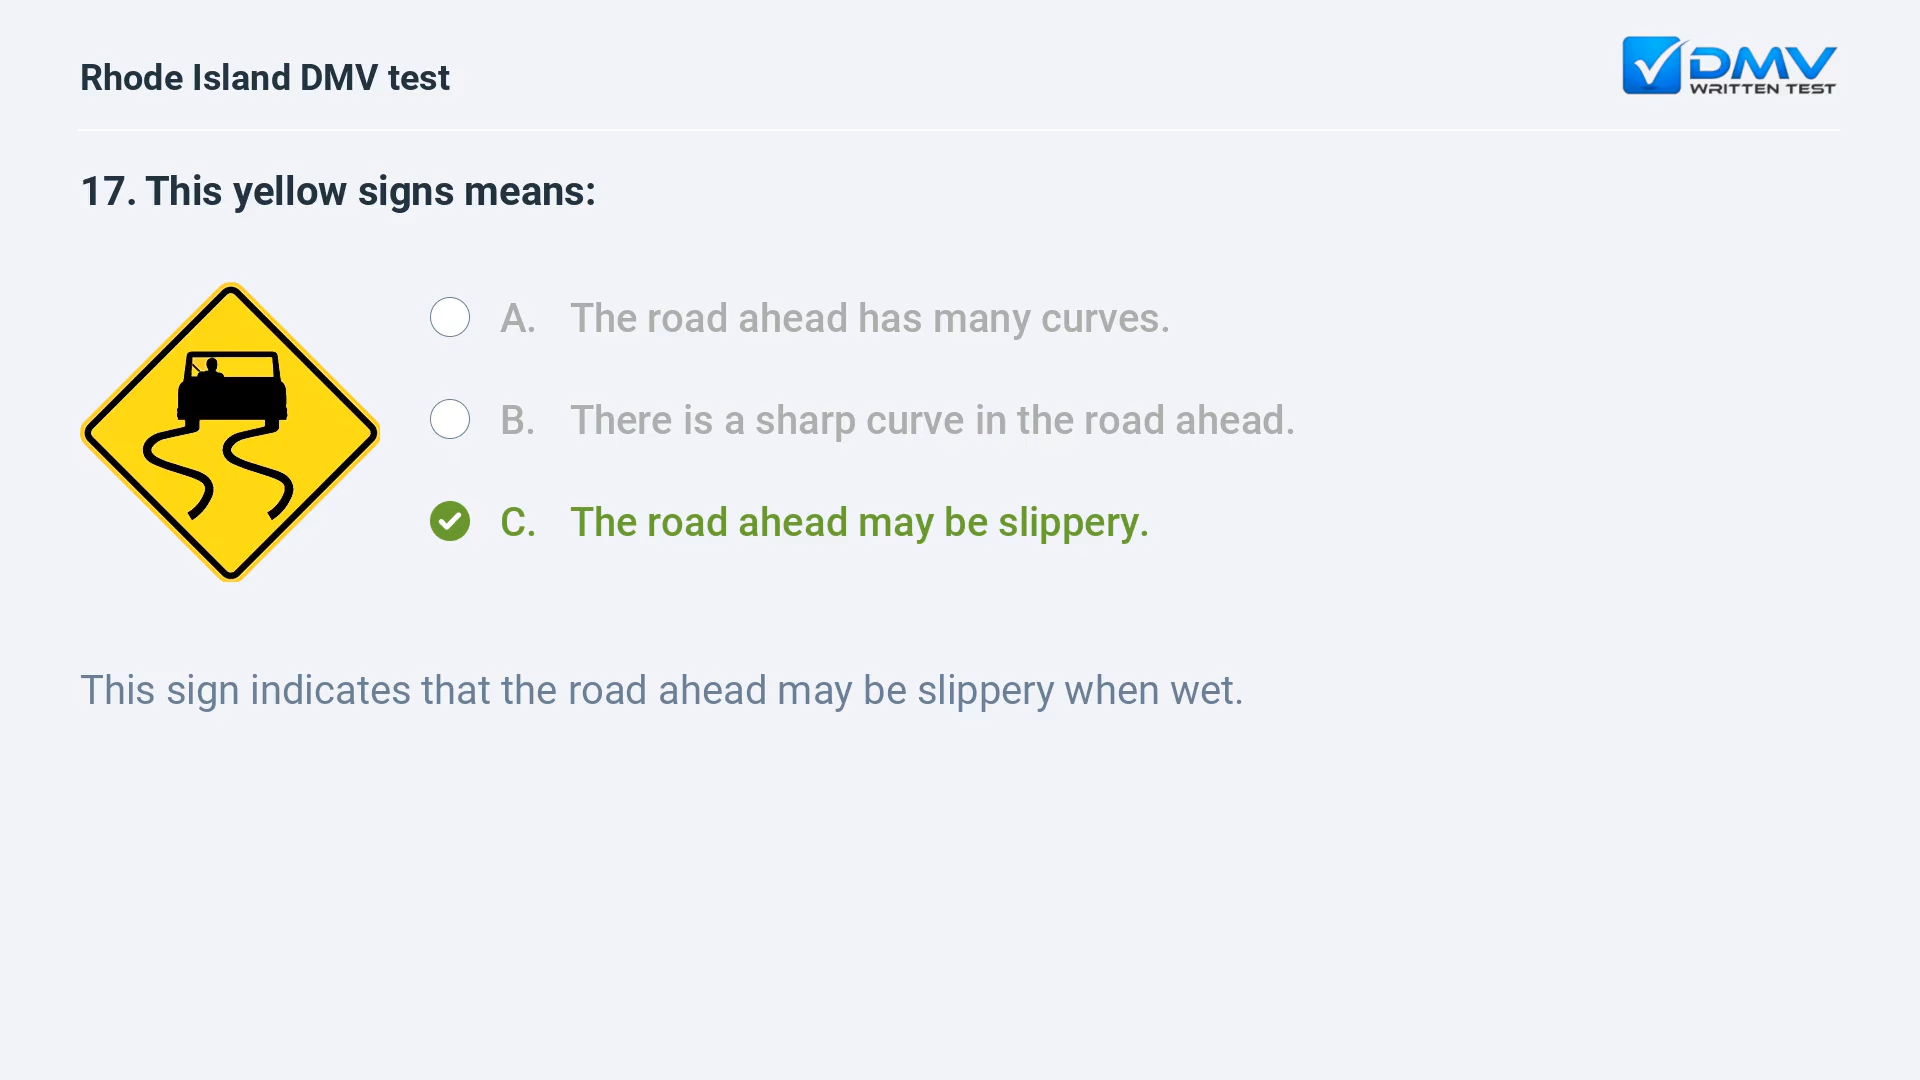 Rhode Island DMV test
DMV
WRITTEN TEST
17. This yellow signs means:
A. The road ahead has many curves.
B. There is a sharp curve in the road ahead.
C. The road ahead may be slippery.
This sign indicates that the road ahead may be slippery when wet.